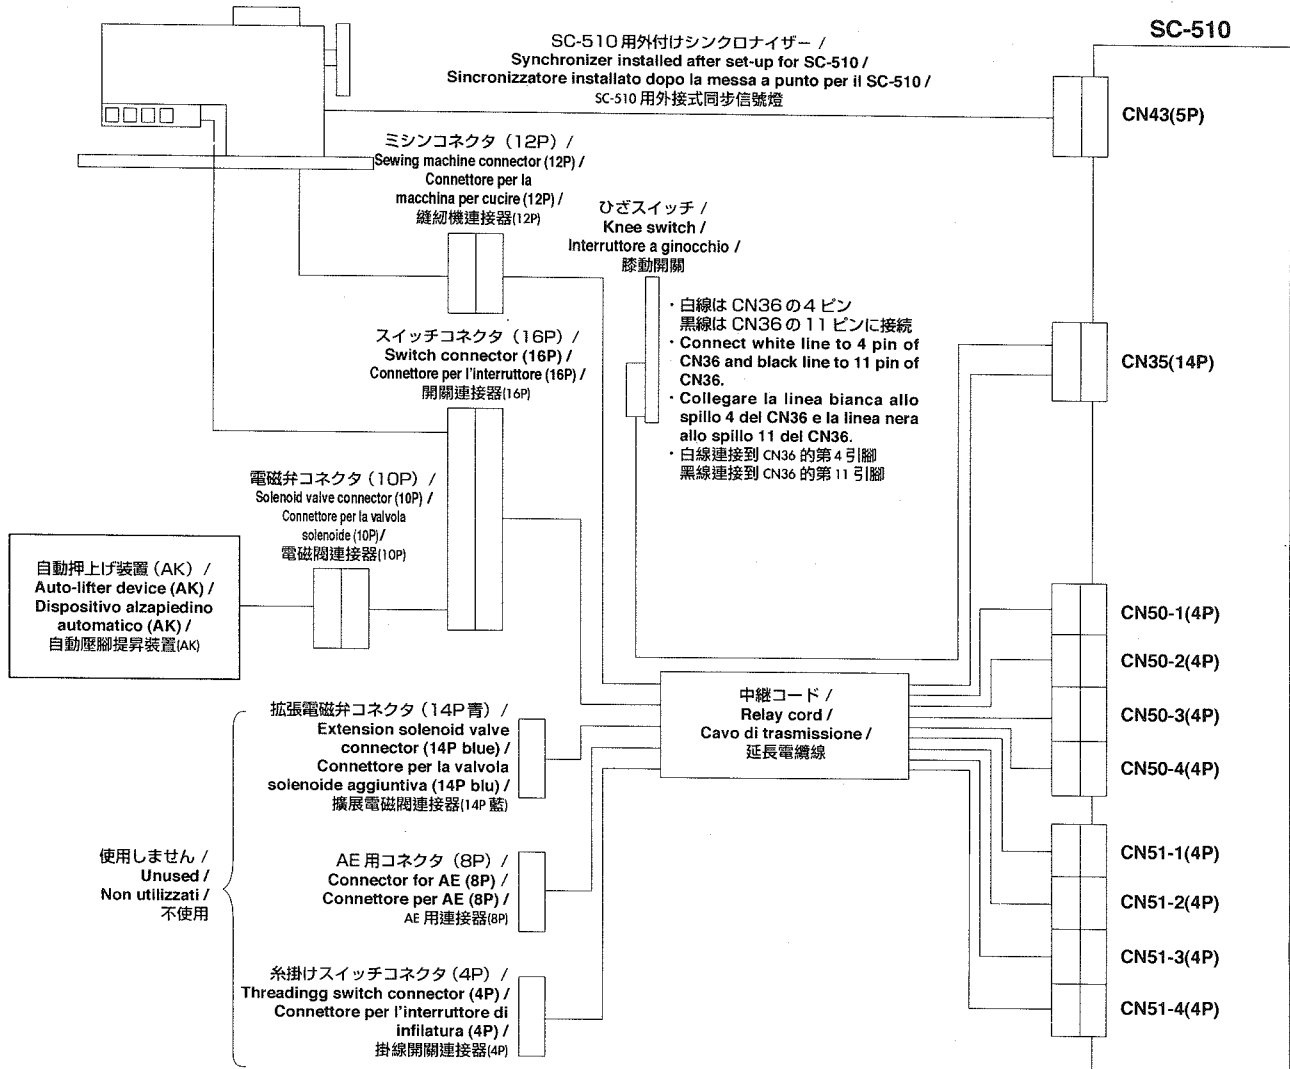 SC-510
SC-510 用外付けシンクロナイザー /
Synchronizer installed after set-up for SC-510 /
Sincronizzatore installato dopo la messa a punto per il SC-510 /
SC-510 用外接式同步信號燈
CN43(5P)
ミシンコネクタ（12P）/
Sewing machine connector (12P) /
Connettore per la
macchina per cucire (12P) /
縫紉機連接器(12P)
ひざスイッチ /
Knee switch /
Interruttore a ginocchio /
膝動開關
・白線は CN36 の 4 ピン
黒線は CN36 の 11 ピンに接続
・Connect white line to 4 pin of
CN36 and black line to 11 pin of
CN36.
・Collegare la linea bianca allo
spillo 4 del CN36 e la linea nera
allo spillo 11 del CN36.
・白線連接到 CN36 的第 4 引腳
黑線連接到 CN36 的第 11 引腳
CN35(14P)
スイッチコネクタ（16P）/
Switch connector (16P) /
Connettore per l'interruttore (16P) /
開關連接器(16P)
電磁弁コネクタ（10P）/
Solenoid valve connector (10P) /
Connettore per la valvola
solenoide (10P)/
電磁閥連接器(10P)
自動押上げ装置（AK）/
Auto-lifter device (AK) /
Dispositivo alzapiedino
automatico (AK) /
自動壓腳提昇裝置(AK)
中継コード /
Relay cord /
Cavo di trasmissione /
延長電纜線
CN50-1(4P)
CN50-2(4P)
CN50-3(4P)
CN50-4(4P)
CN51-1(4P)
CN51-2(4P)
CN51-3(4P)
CN51-4(4P)
拡張電磁弁コネクタ（14P 青）/
Extension solenoid valve
connector (14P blue) /
Connettore per la valvola
solenoide aggiuntiva (14P blu) /
擴展電磁閥連接器(14P 藍)
使用しません /
Unused /
Non utilizzati /
不使用
AE 用コネクタ（8P）/
Connector for AE (8P) /
Connettore per AE (8P) /
AE 用連接器(8P)
糸掛けスイッチコネクタ（4P）/
Threadingg switch connector (4P) /
Connettore per l'interruttore di
infilatura (4P) /
掛線開關連接器(4P)